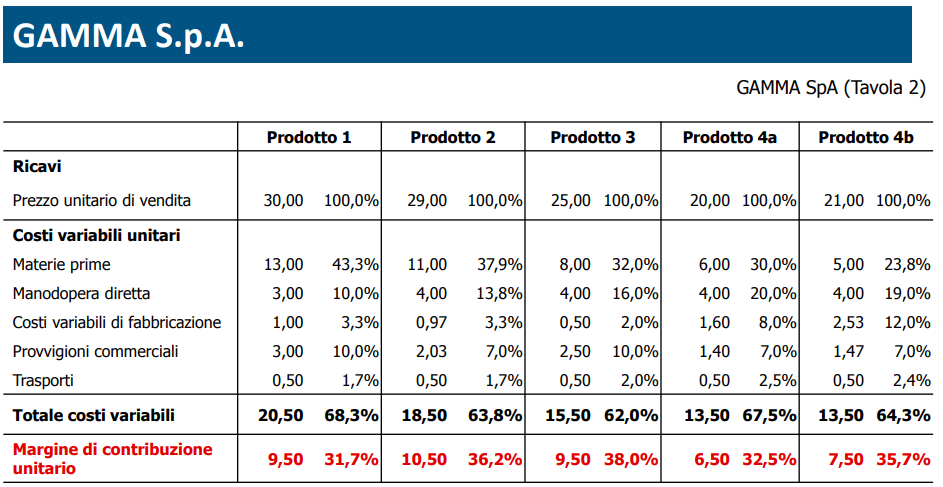 GAMMA S.p.A.
GAMMA SpA (Tavola 2)
Prodotto 1 Prodotto 2 Prodotto 3 Prodotto 4a Prodotto 4b
Ricavi
Prezzo unitario di vendita 30,00 100,0% 29,00 100,0% 25,00 100,0% 20,00 100,0% 21,00 100,0%
Costi variabili unitari
Materie prime 13,00 43,3% 11,00 37,9% 8,00 32,0% 6,00 30,0% 5,00 23,8%
Manodopera diretta 3,00 10,0% 4,00 13,8% 4,00 16,0% 4,00 20,0% 4,00 19,0%
Costi variabili di fabbricazione 1,00 3,3% 0,97 3,3% 0,50 2,0% 1,60 8,0% 2,53 12,0%
Provvigioni commerciali 3,00 10,0% 2,03 7,0% 2,50 10,0% 1,40 7,0% 1,47 7,0%
Trasporti 0,50 1,7% 0,50 1,7% 0,50 2,0% 0,50 2,5% 0,50 2,4%
Totale costi variabili 20,50 68,3% 18,50 63,8% 15,50 62,0% 13,50 67,5% 13,50 64,3%
Margine di contribuzione
unitario 9,50 31,7% 10,50 36,2% 9,50 38,0% 6,50 32,5% 7,50 35,7%